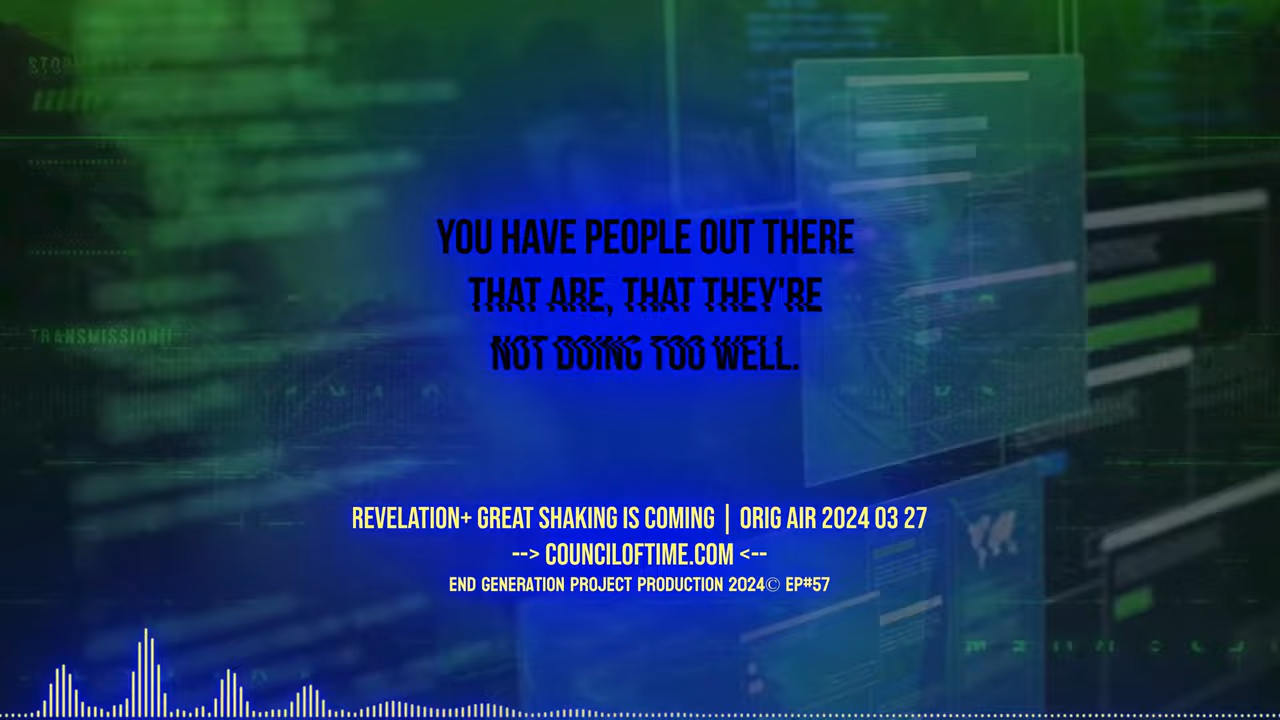 TRANSMISSION
YOU HAVE PEOPLE OUT THERE
THAT ARE, THAT THEY'RE
NOT DOING TOO WELL.
REVELATION+ GREAT SHAKING IS COMING | ORIG AIR 2024 03 27
--> COUNCILOFTIME.COM <--
END GENERATION PROJECT PRODUCTION 2024© EP#57